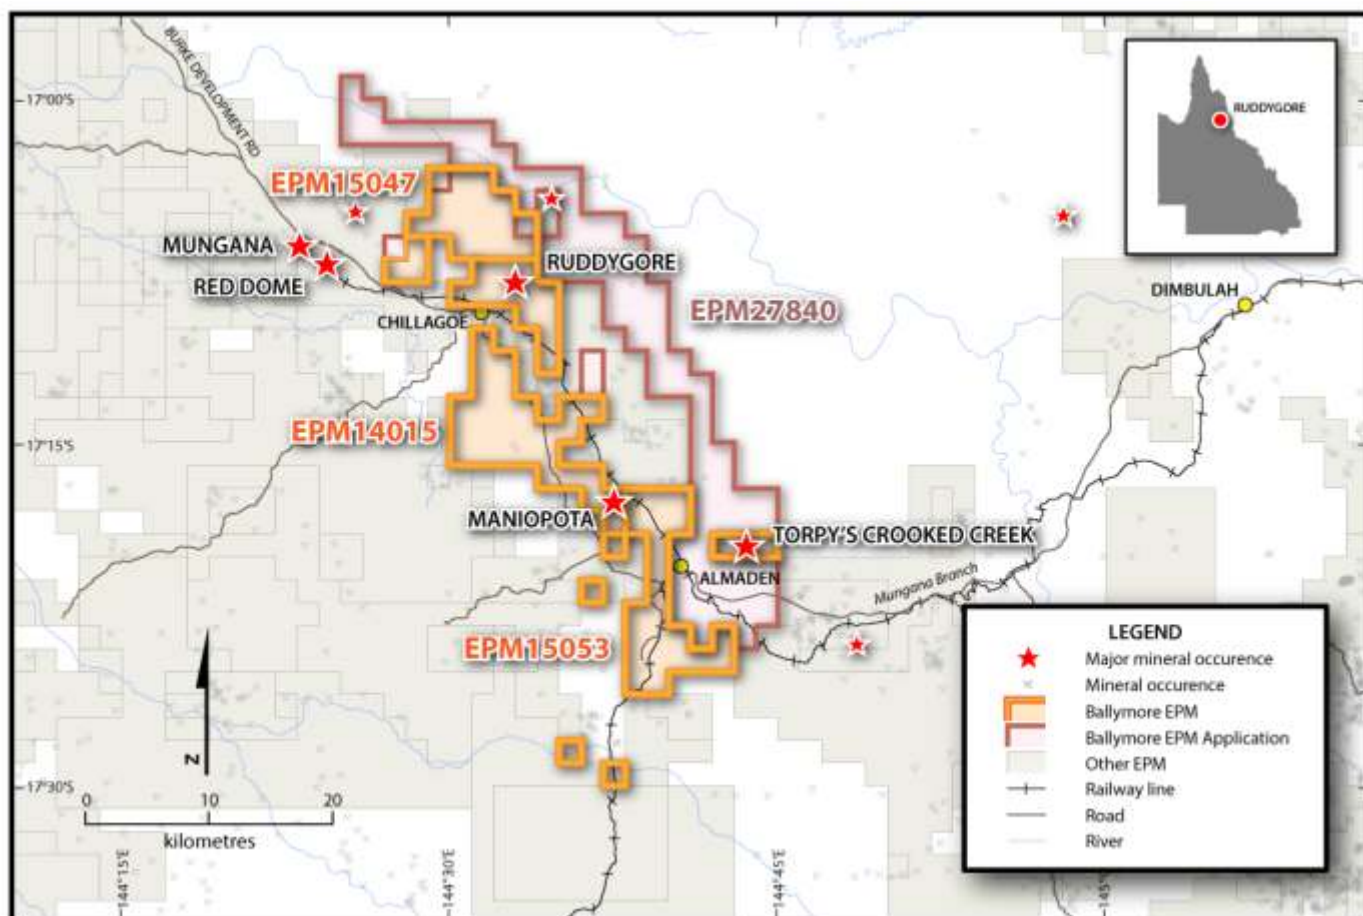 BURKE DEVELOPMENT RD
17°00'S
RUDDYGORE
EPM15047
MUNGANA
RED DOME
RUDDYGORE
DIMBULAH
EPM27840
CHILLAGOE
EPM14015
17°15'S
MANIOPOTA
TORPY'S CROOKED CREEK
ALMADEN
Mungana Branch
EPM15053
N
17°30'S
0 10 20
kilometres
144°15'E
144°30'E
144°45'E
LEGEND
Major mineral occurence
Mineral occurence
Ballymore EPM
Ballymore EPM Application
Other EPM
Railway line
Road
River